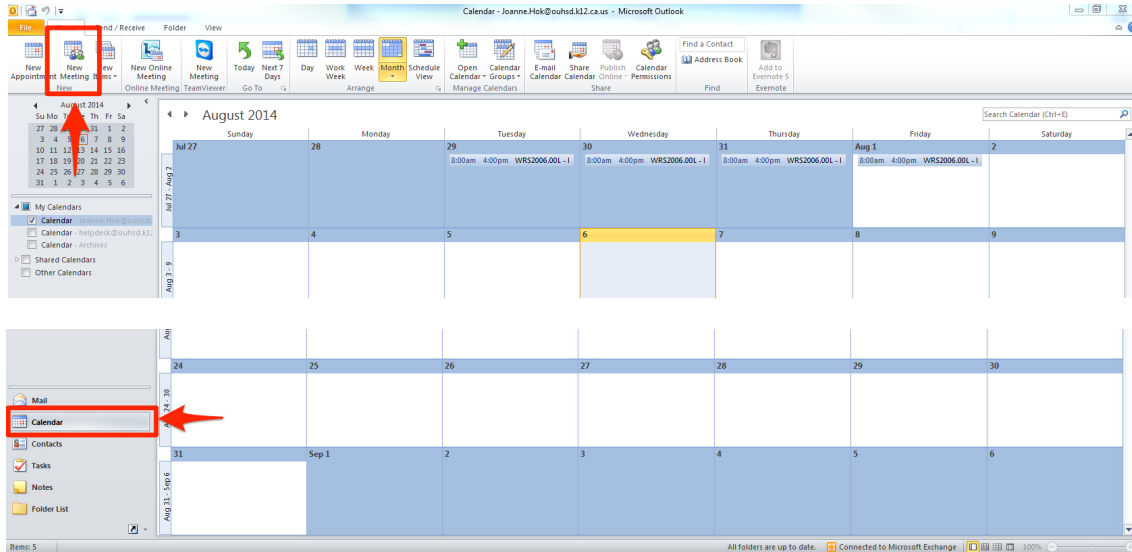 Calendar - Joanne.Hok@ouhsd.k12.ca.us - Microsoft Outlook
File Send / Receive Folder View
New Appointment
New Meeting
New Items
New
New Online Meeting
Online Meeting
New Meeting
TeamViewer
Today
Next 7 Days
Go To
Day
Work Week
Week
Month
Schedule View
Arrange
Open Calendar
Calendar Groups
Manage Calendars
E-mail Calendar
Share Calendar
Publish Online
Calendar Permissions
Share
Find a Contact
Address Book
Find
Add to Evernote 5
Evernote
August 2014
Su Mo Th Fr Sa
27 28 31 1 2
3 4 5 6 7 8 9
10 11 12 13 14 15 16
17 18 19 20 21 22 23
24 25 26 27 28 29 30
31 1 2 3 4 5 6
My Calendars
Calendar - Joanne.Hok@ouhsd.
Calendar - helpdesk@ouhsd.k12
Calendar - Archives
Shared Calendars
Other Calendars
August 2014
Search Calendar (Ctrl+E)
Sunday Monday Tuesday Wednesday Thursday Friday Saturday
Jul 27 - Aug 2
Jul 27 28 29 30 31 Aug 1 2
8:00am 4:00pm WRS2006.00L - I 8:00am 4:00pm WRS2006.00L - I 8:00am 4:00pm WRS2006.00L - I 8:00am 4:00pm WRS2006.00L - I
Aug 3 - 9
3 4 5 6 7 8 9
24 25 26 27 28 29 30
24 - 30
Aug 31 - Sep 6
31 Sep 1 2 3 4 5 6
Mail
Calendar
Contacts
Tasks
Notes
Folder List
Items: 5
All folders are up to date. Connected to Microsoft Exchange 100%